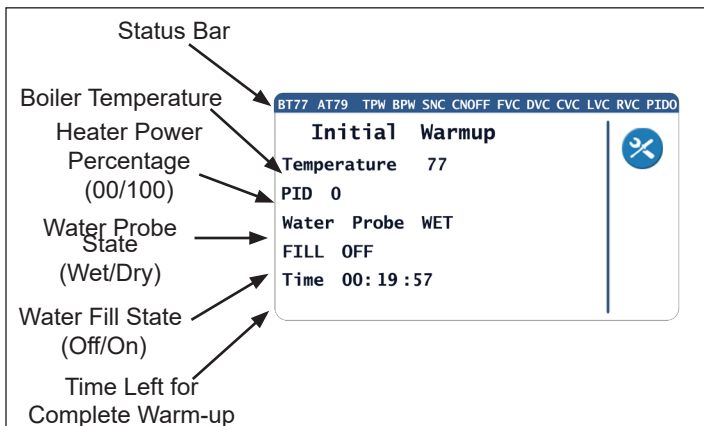 Status Bar
Boiler Temperature
Heater Power
Percentage
(00/100)
Water Probe
State
(Wet/Dry)
Water Fill State
(Off/On)
Time Left for
Complete Warm-up
BT77 AT79 TPW BPW SNC CNOFF FVC DVC CVC LVC RVC PIDO
Initial Warmup
Temperature 77
PID 0
Water Probe WET
FILL OFF
Time 00:19:57